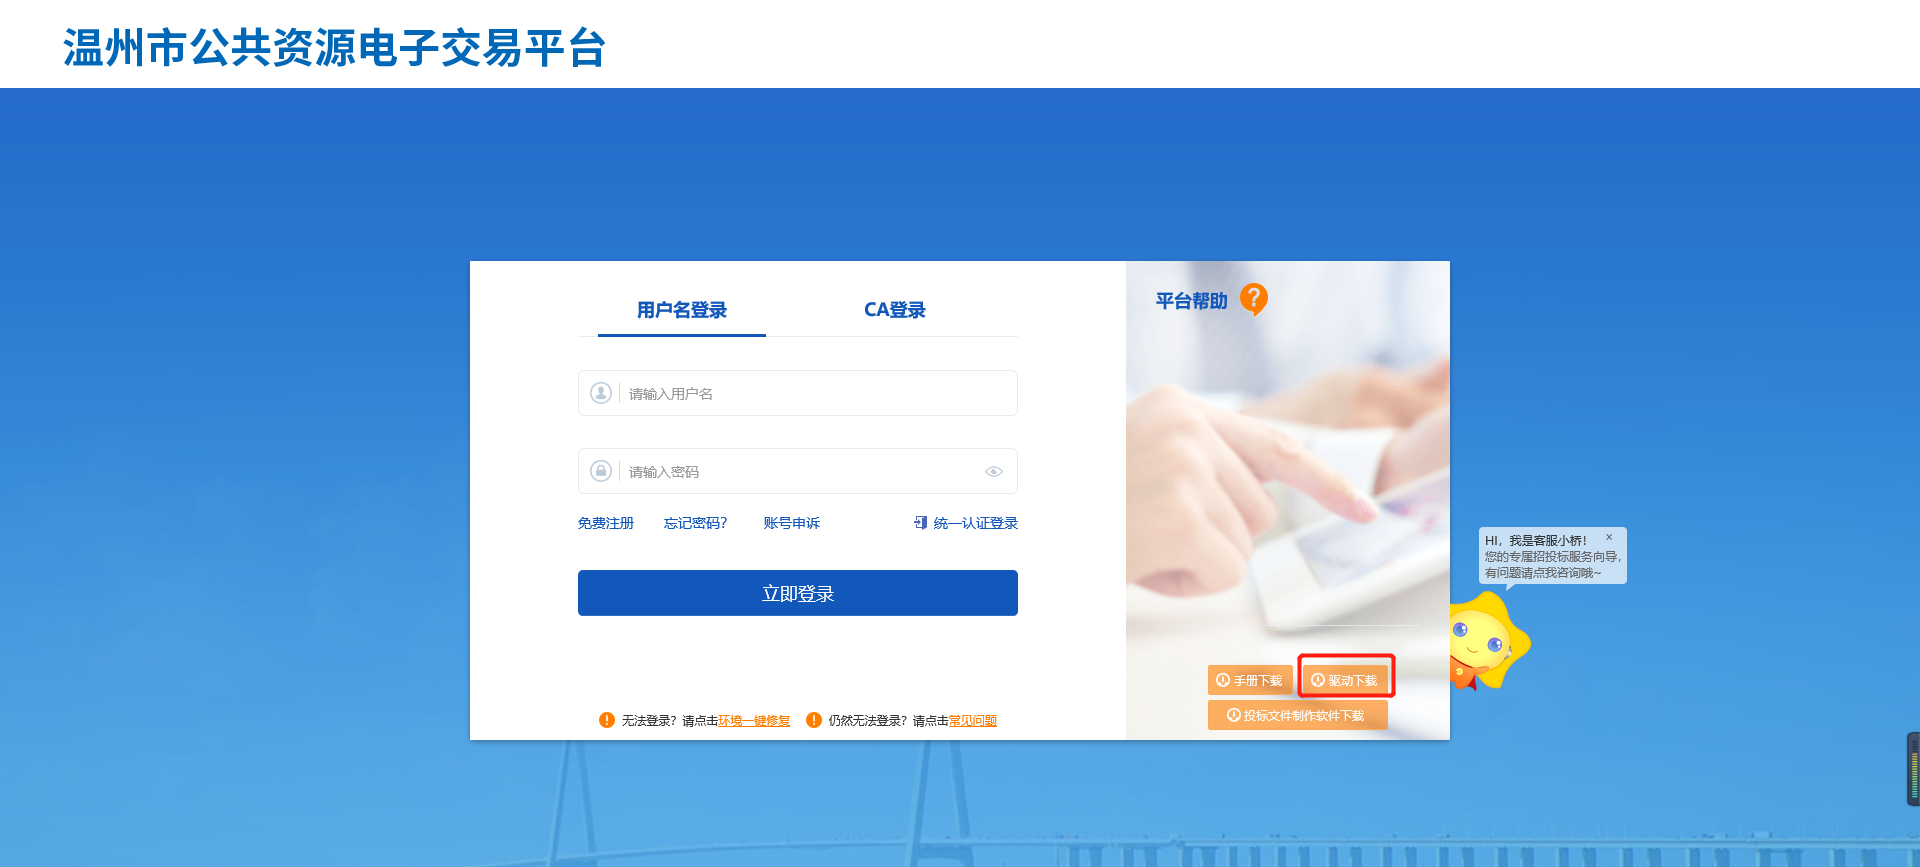 温州市公共资源电子交易平台
用户名登录
CA登录
请输入用户名
请输入密码
免费注册
忘记密码?
账号申诉
统一认证登录
立即登录
无法登录? 请点击环境一键修复
仍然无法登录? 请点击常见问题
平台帮助
手册下载
驱动下载
投标文件制作软件下载
HI，我是客服小桥!
您的专属招投标服务向导,
有问题请点我咨询哦~